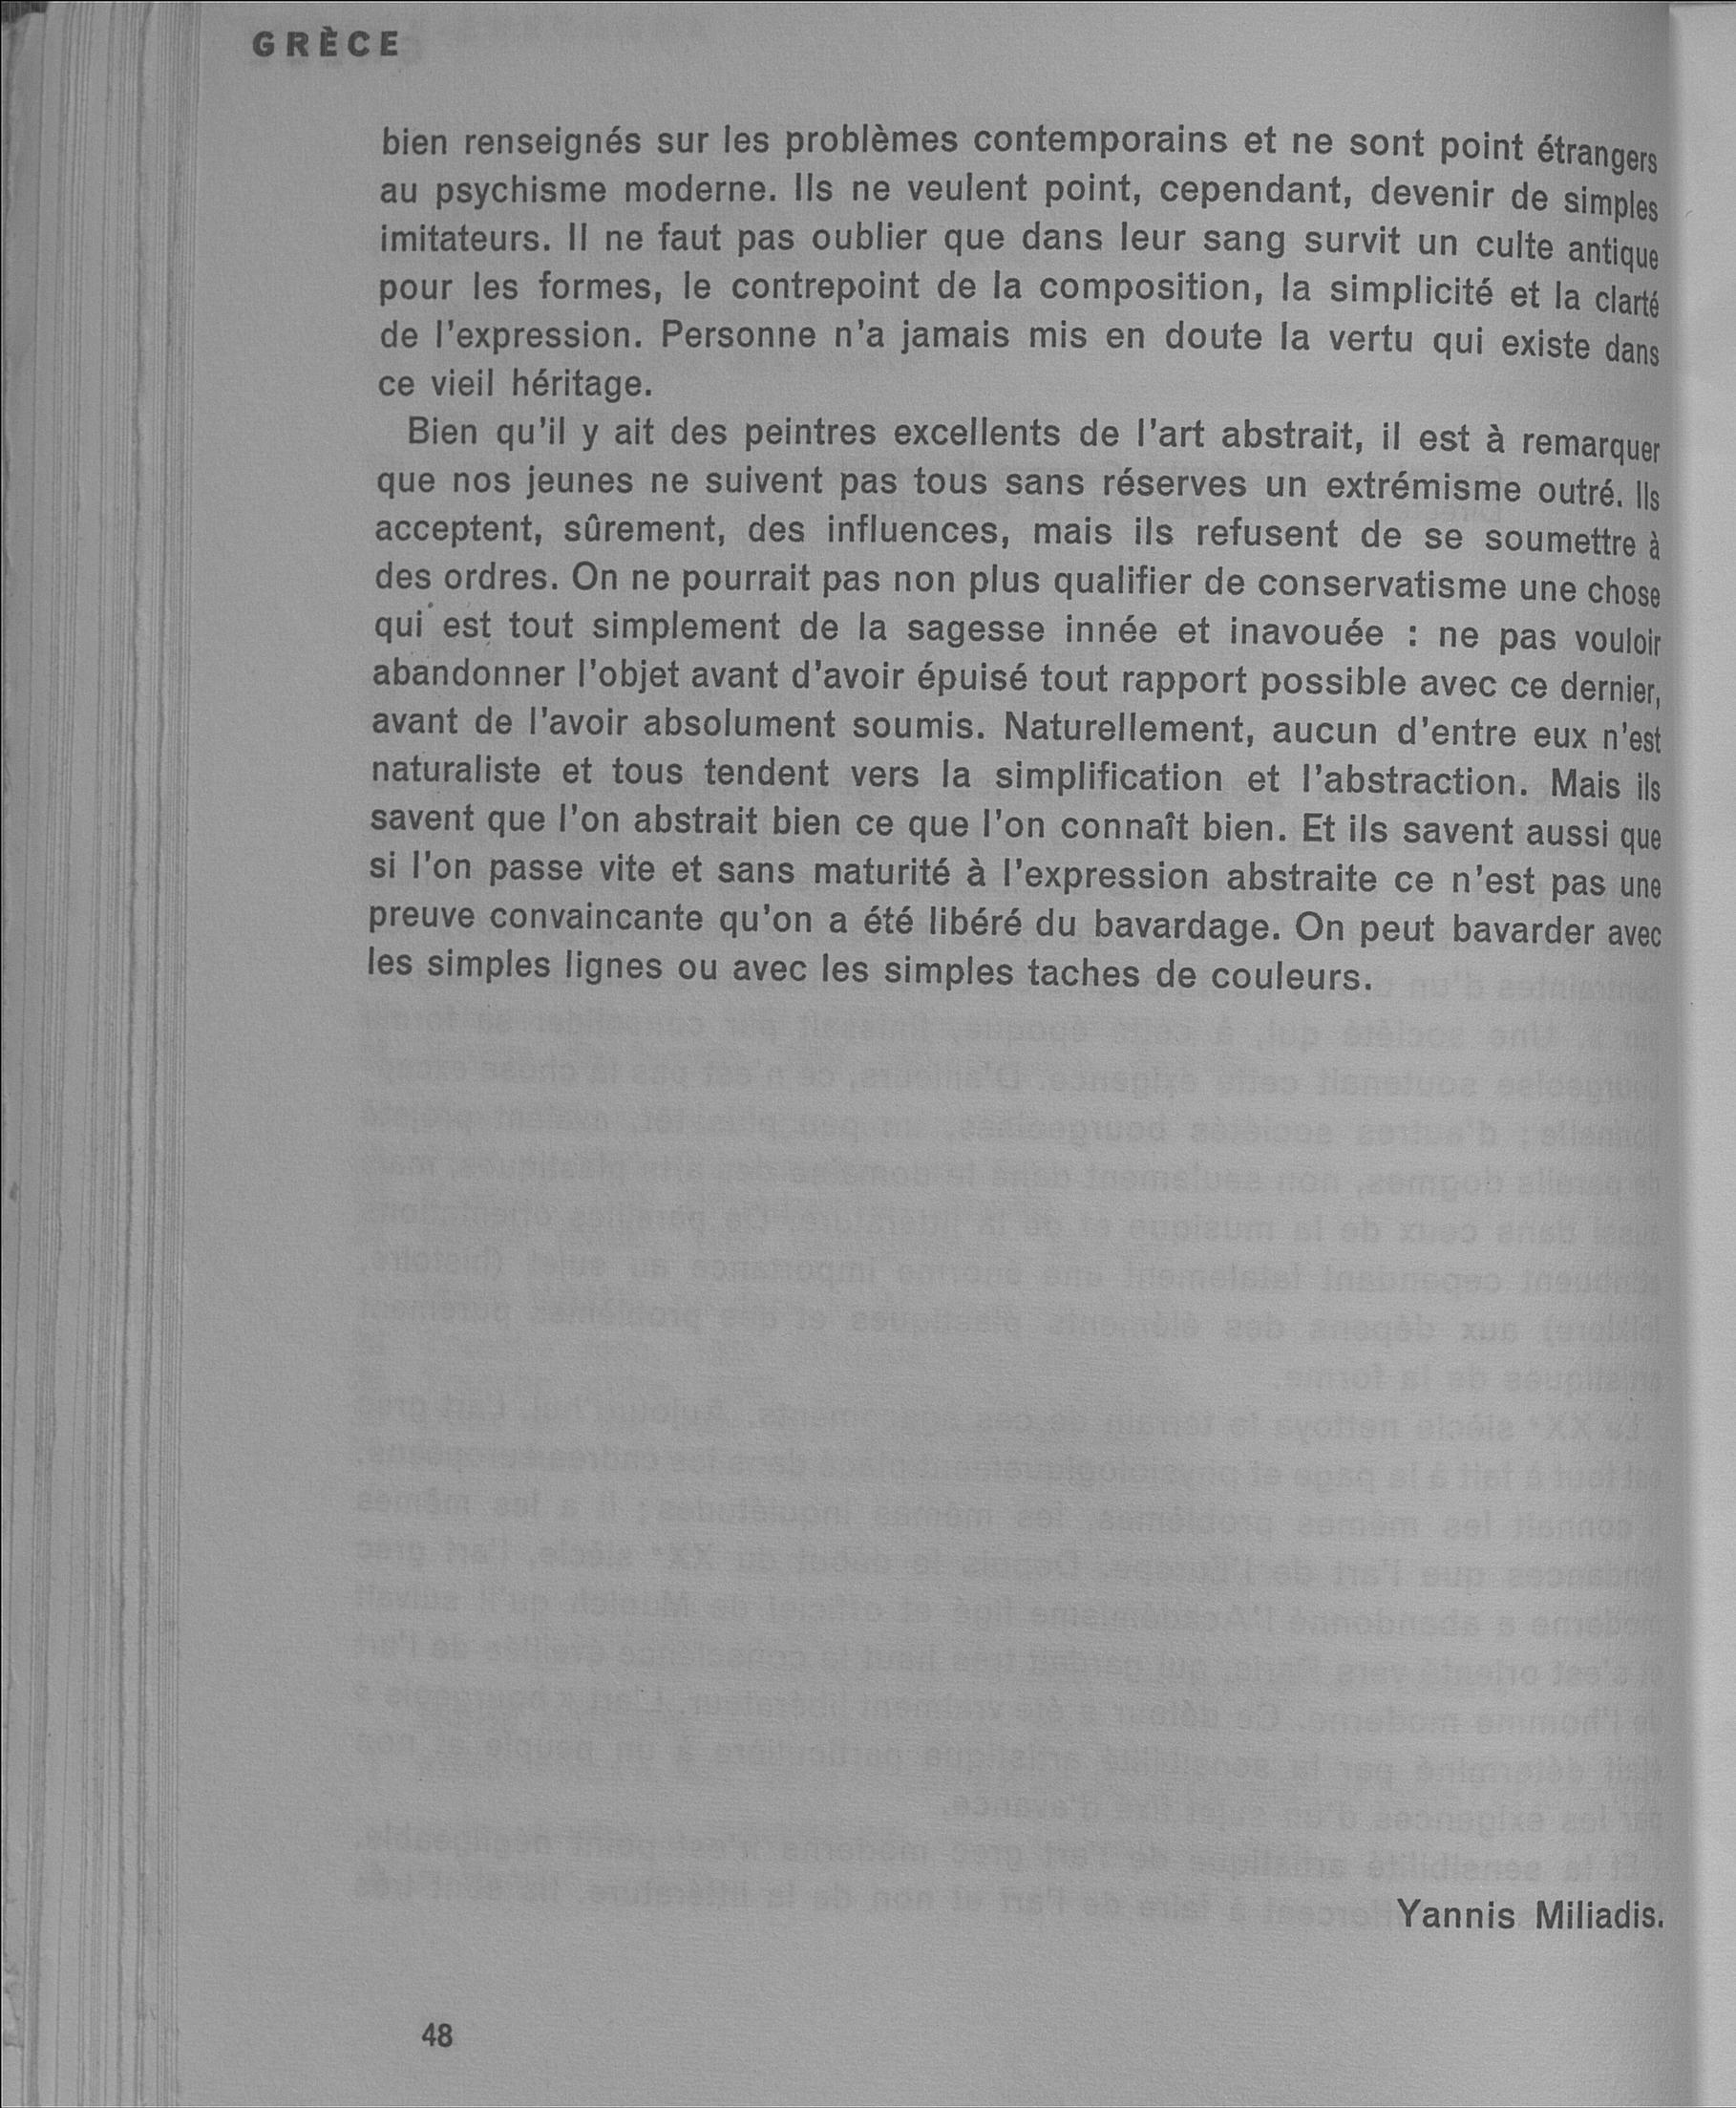 GRÈCE
bien renseignés sur les problèmes contemporains et ne sont point étrangers
au psychisme moderne. Ils ne veulent point, cependant, devenir de simples
imitateurs. Il ne faut pas oublier que dans leur sang survit un culte antique
pour les formes, le contrepoint de la composition, la simplicité et la clarté
de l'expression. Personne n'a jamais mis en doute la vertu qui existe dans
ce vieil héritage.
Bien qu'il y ait des peintres excellents de l'art abstrait, il est à remarquer
que nos jeunes ne suivent pas tous sans réserves un extrémisme outré. Ils
acceptent, sûrement, des influences, mais ils refusent de se soumettre à
des ordres. On ne pourrait pas non plus qualifier de conservatisme une chose
qui est tout simplement de la sagesse innée et inavouée : ne pas vouloir
abandonner l'objet avant d'avoir épuisé tout rapport possible avec ce dernier,
avant de l'avoir absolument soumis. Naturellement, aucun d'entre eux n'est
naturaliste et tous tendent vers la simplification et l'abstraction. Mais ils
savent que l'on abstrait bien ce que l'on connaît bien. Et ils savent aussi que
si l'on passe vite et sans maturité à l'expression abstraite ce n'est pas une
preuve convaincante qu'on a été libéré du bavardage. On peut bavarder avec
les simples lignes ou avec les simples taches de couleurs.
Yannis Miliadis.
48